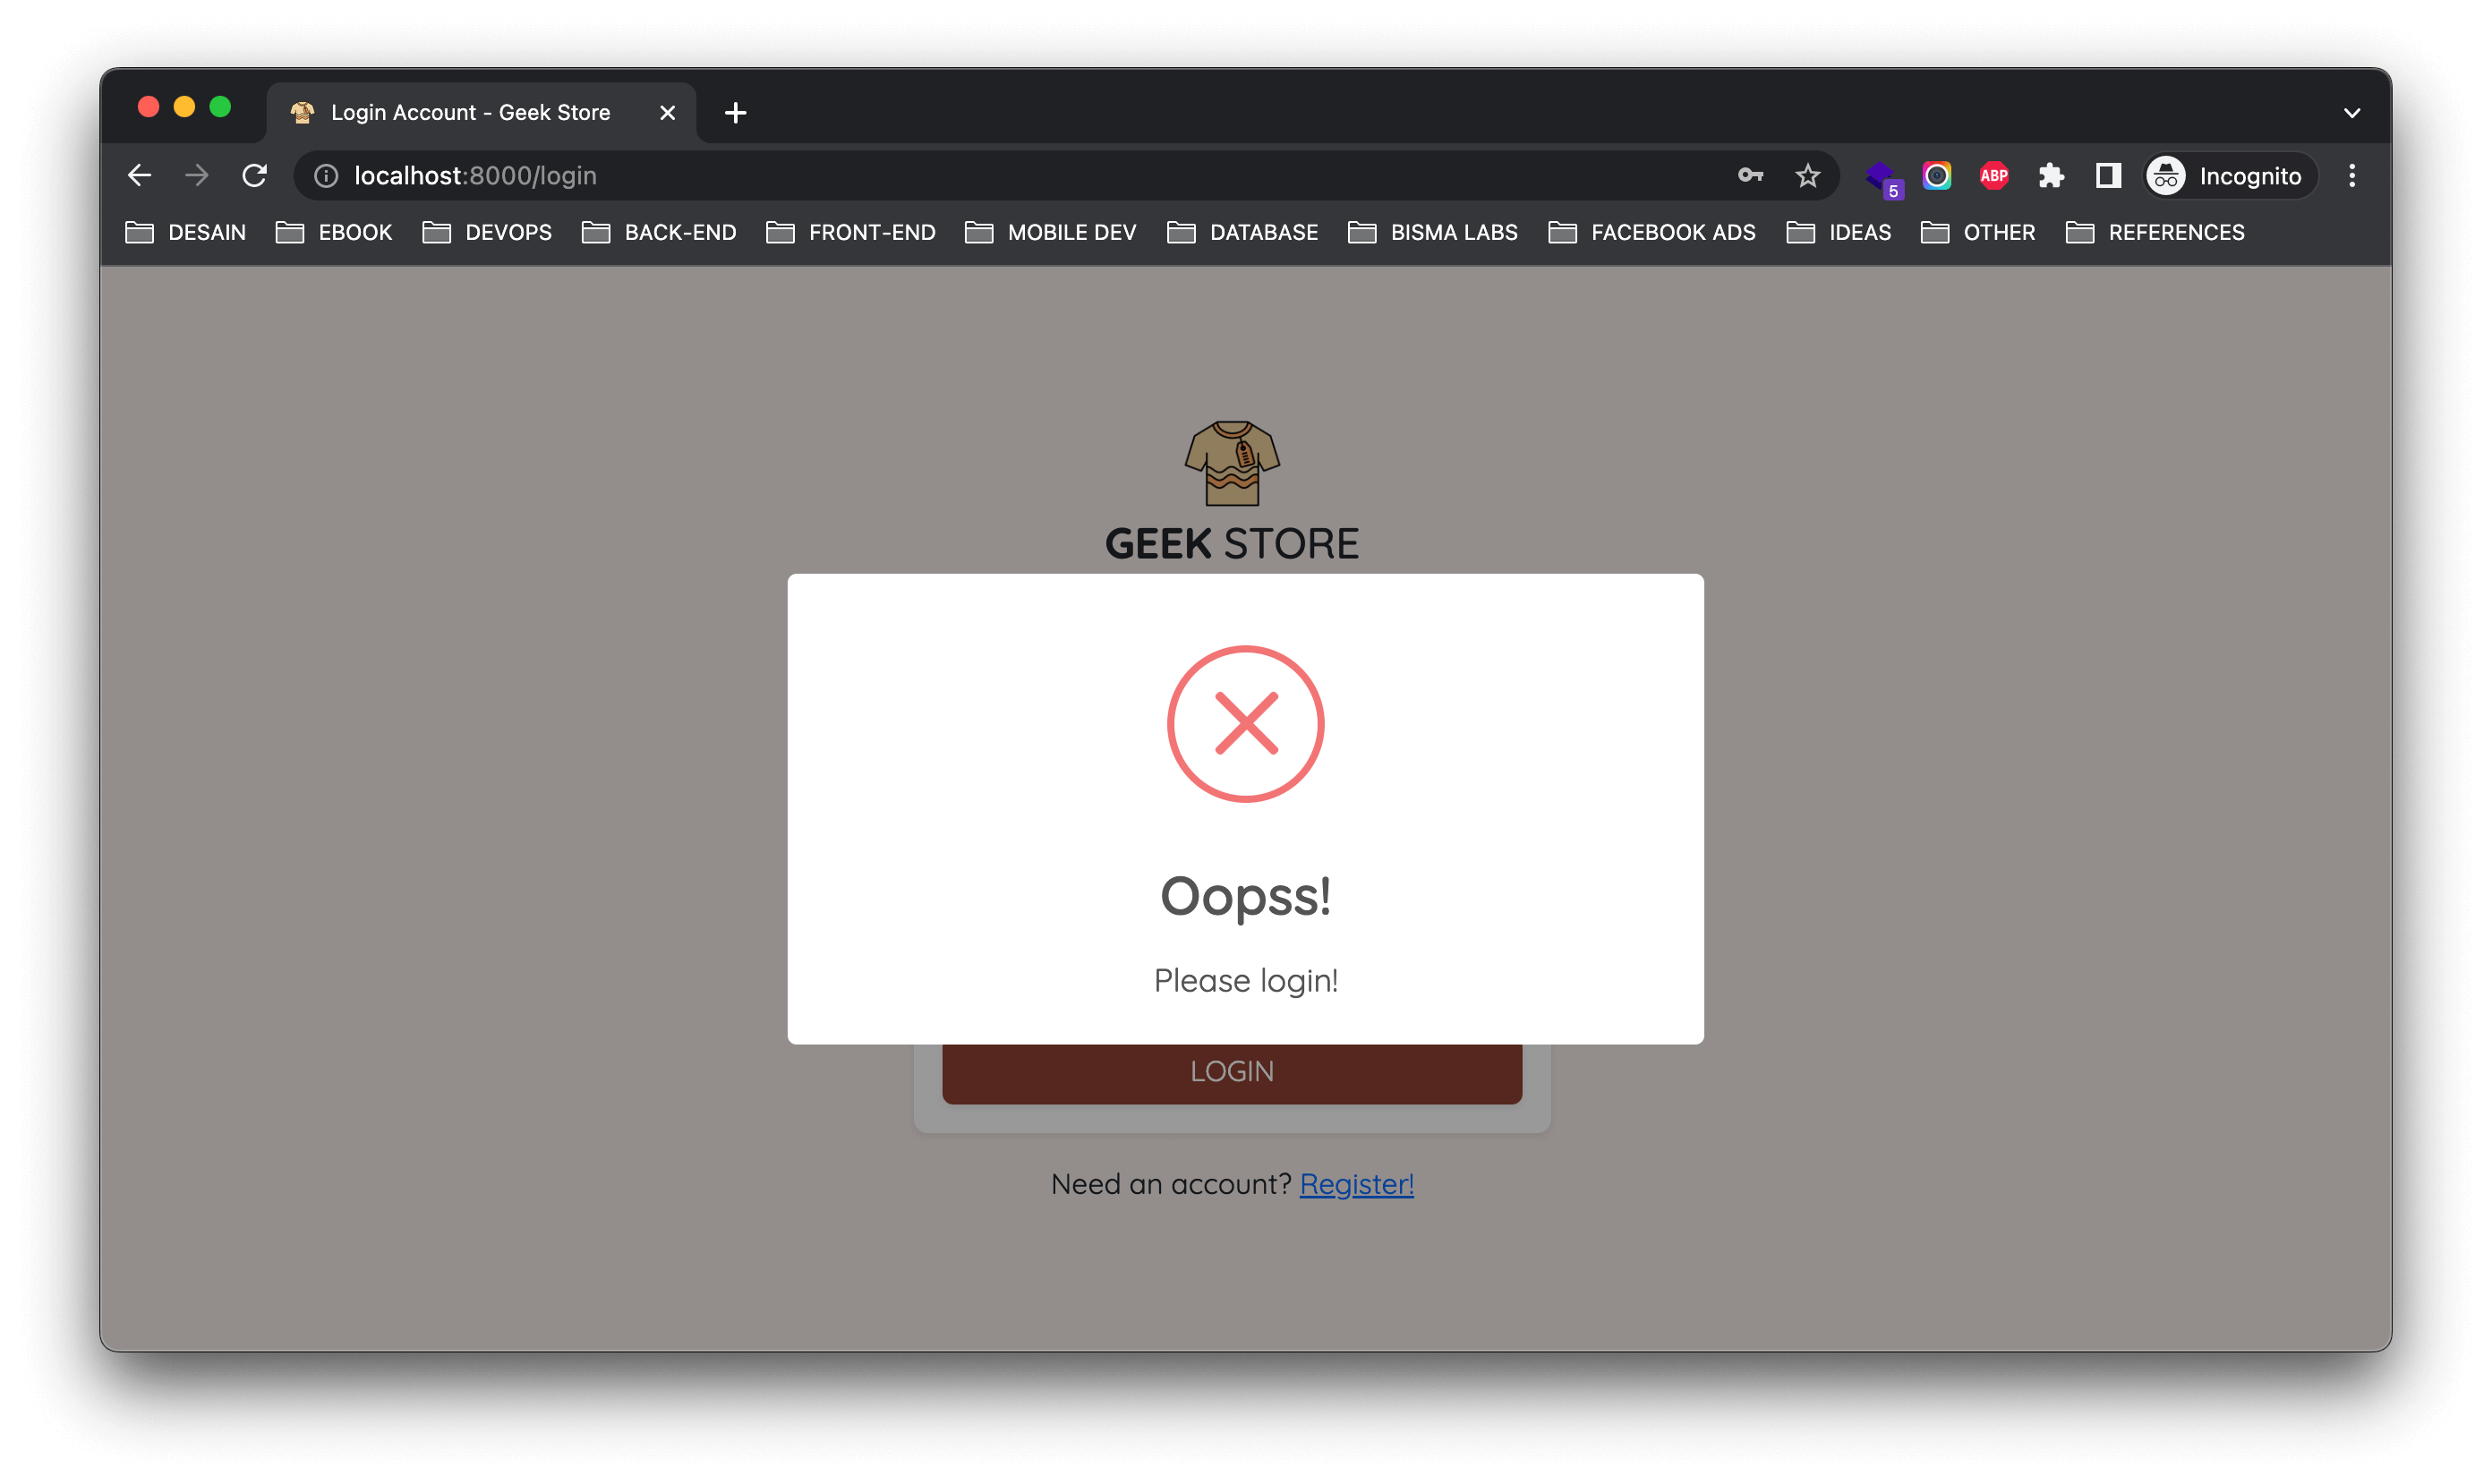 Login Account - Geek Store
localhost:8000/login
5
ABP
Incognito
DESAIN EBOOK DEVOPS BACK-END FRONT-END MOBILE DEV DATABASE BISMA LABS FACEBOOK ADS IDEAS OTHER REFERENCES
GEEK STORE
Oopss!
Please login!
LOGIN
Need an account? Register!